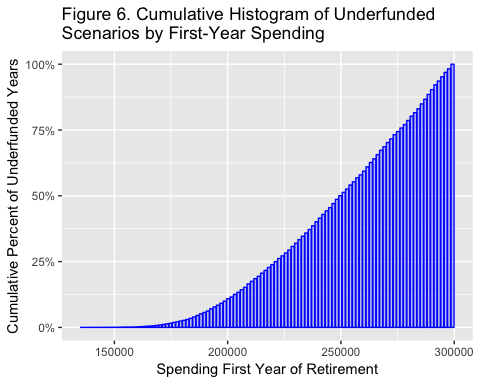 Figure 6. Cumulative Histogram of Underfunded
Scenarios by First-Year Spending
Cumulative Percent of Underfunded Years
100%
75%
50%
25%
0%
150000
200000
250000
300000
Spending First Year of Retirement